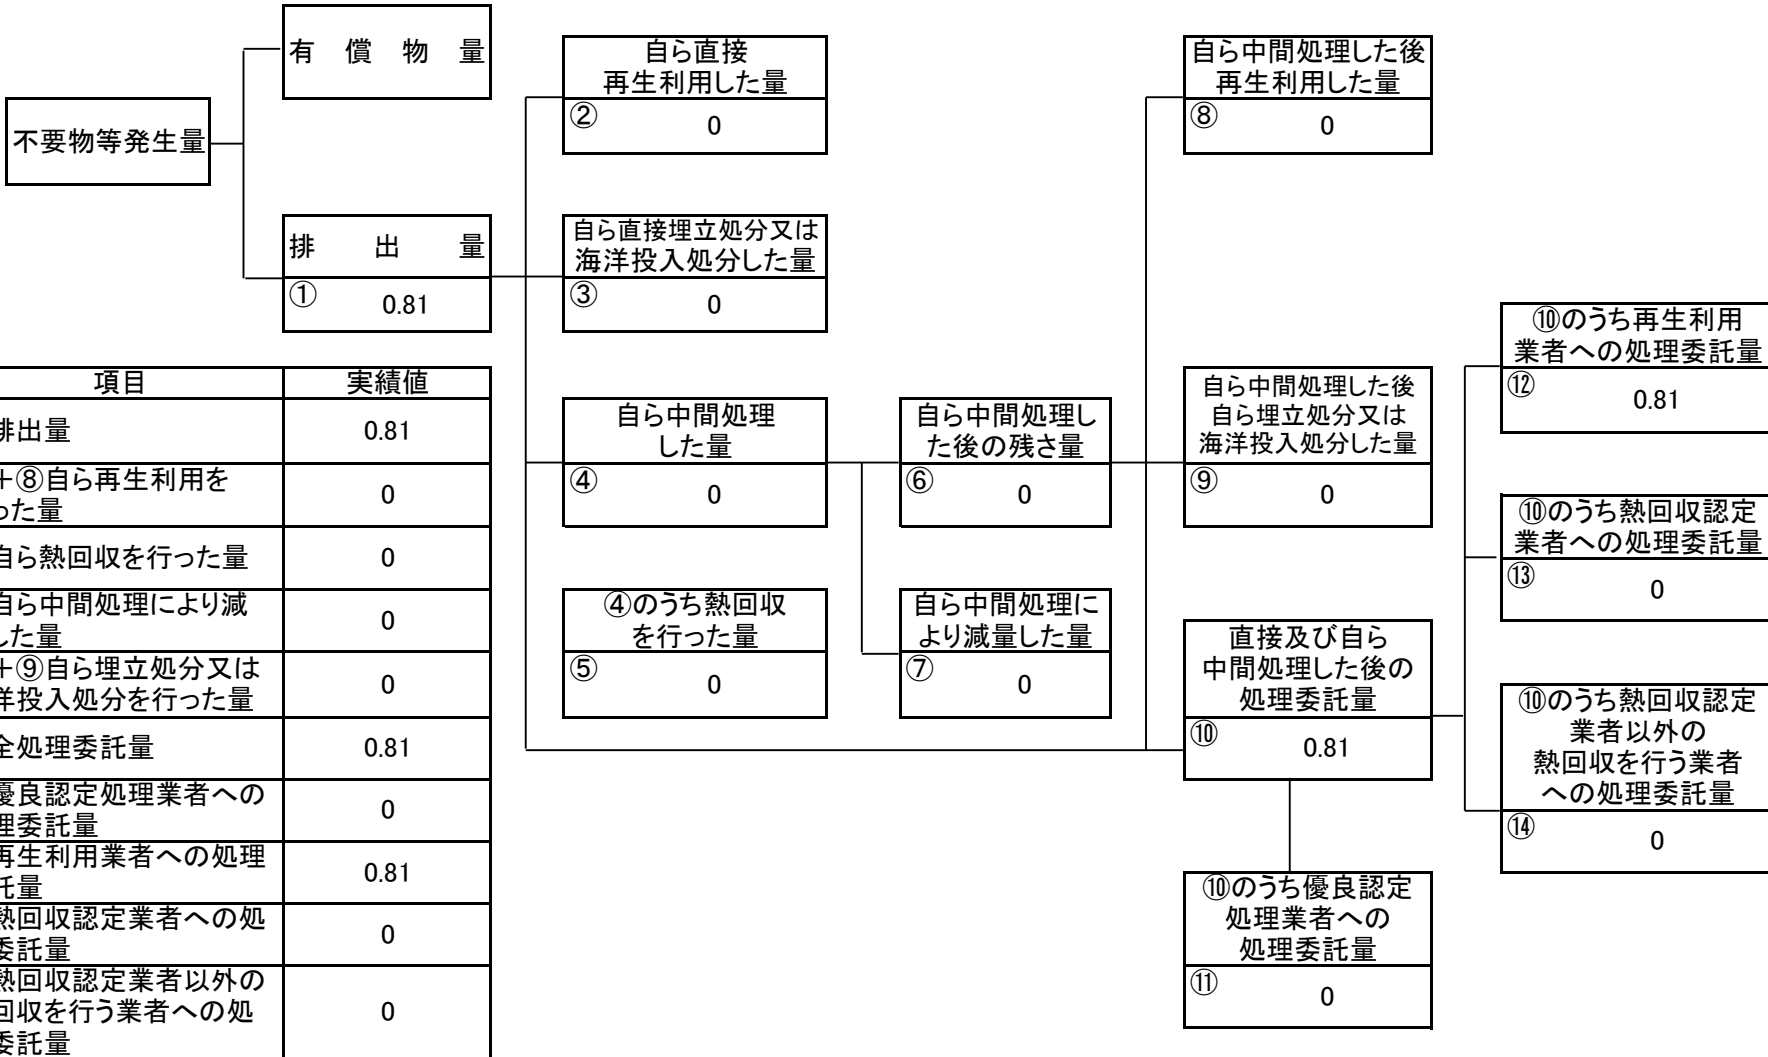 有償物量
不要物等発生量
排出量
①
0.81
自ら直接
再生利用した量
②
0
自ら直接埋立処分又は
海洋投入処分した量
③
0
自ら中間処理
した量
④
0
④のうち熱回収
を行った量
⑤
0
自ら中間処理し
た後の残さ量
⑥
0
自ら中間処理に
より減量した量
⑦
0
自ら中間処理した後
再生利用した量
⑧
0
自ら中間処理した後
自ら埋立処分又は
海洋投入処分した量
⑨
0
直接及び自ら
中間処理した後の
処理委託量
⑩
0.81
⑩のうち優良認定
処理業者への
処理委託量
⑪
0
⑩のうち再生利用
業者への処理委託量
⑫
0.81
⑩のうち熱回収認定
業者への処理委託量
⑬
0
⑩のうち熱回収認定
業者以外の
熱回収を行う業者
への処理委託量
⑭
0
項目 実績値
排出量 0.81
+⑧自ら再生利用を
った量 0
自ら熱回収を行った量 0
自ら中間処理により減
した量 0
+⑨自ら埋立処分又は
洋投入処分を行った量 0
全処理委託量 0.81
優良認定処理業者への
理委託量 0
再生利用業者への処理
託量 0.81
熱回収認定業者への処
委託量 0
熱回収認定業者以外の
回収を行う業者への処
委託量 0